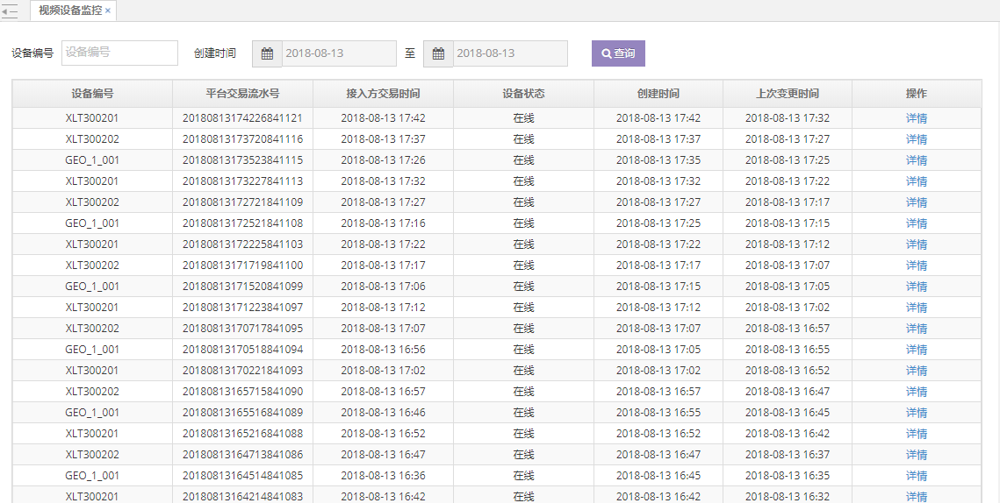 视频设备监控 ×
设备编号 设备编号 创建时间 2018-08-13 至 2018-08-13 查询
设备编号 平台交易流水号 接入方交易时间 设备状态 创建时间 上次变更时间 操作
XLT300201 20180813174226841121 2018-08-13 17:42 在线 2018-08-13 17:42 2018-08-13 17:32 详情
XLT300202 20180813173720841116 2018-08-13 17:37 在线 2018-08-13 17:37 2018-08-13 17:27 详情
GEO_1_001 20180813173523841115 2018-08-13 17:26 在线 2018-08-13 17:35 2018-08-13 17:25 详情
XLT300201 20180813173227841113 2018-08-13 17:32 在线 2018-08-13 17:32 2018-08-13 17:22 详情
XLT300202 20180813172721841109 2018-08-13 17:27 在线 2018-08-13 17:27 2018-08-13 17:17 详情
GEO_1_001 20180813172521841108 2018-08-13 17:16 在线 2018-08-13 17:25 2018-08-13 17:15 详情
XLT300201 20180813172225841103 2018-08-13 17:22 在线 2018-08-13 17:22 2018-08-13 17:12 详情
XLT300202 20180813171719841100 2018-08-13 17:17 在线 2018-08-13 17:17 2018-08-13 17:07 详情
GEO_1_001 20180813171520841099 2018-08-13 17:06 在线 2018-08-13 17:15 2018-08-13 17:05 详情
XLT300201 20180813171223841097 2018-08-13 17:12 在线 2018-08-13 17:12 2018-08-13 17:02 详情
XLT300202 20180813170717841095 2018-08-13 17:07 在线 2018-08-13 17:07 2018-08-13 16:57 详情
GEO_1_001 20180813170518841094 2018-08-13 16:56 在线 2018-08-13 17:05 2018-08-13 16:55 详情
XLT300201 20180813170221841093 2018-08-13 17:02 在线 2018-08-13 17:02 2018-08-13 16:52 详情
XLT300202 20180813165715841090 2018-08-13 16:57 在线 2018-08-13 16:57 2018-08-13 16:47 详情
GEO_1_001 20180813165516841089 2018-08-13 16:46 在线 2018-08-13 16:55 2018-08-13 16:45 详情
XLT300201 20180813165216841088 2018-08-13 16:52 在线 2018-08-13 16:52 2018-08-13 16:42 详情
XLT300202 20180813164713841086 2018-08-13 16:47 在线 2018-08-13 16:47 2018-08-13 16:37 详情
GEO_1_001 20180813164514841085 2018-08-13 16:36 在线 2018-08-13 16:45 2018-08-13 16:35 详情
XLT300201 20180813164214841083 2018-08-13 16:42 在线 2018-08-13 16:42 2018-08-13 16:32 详情